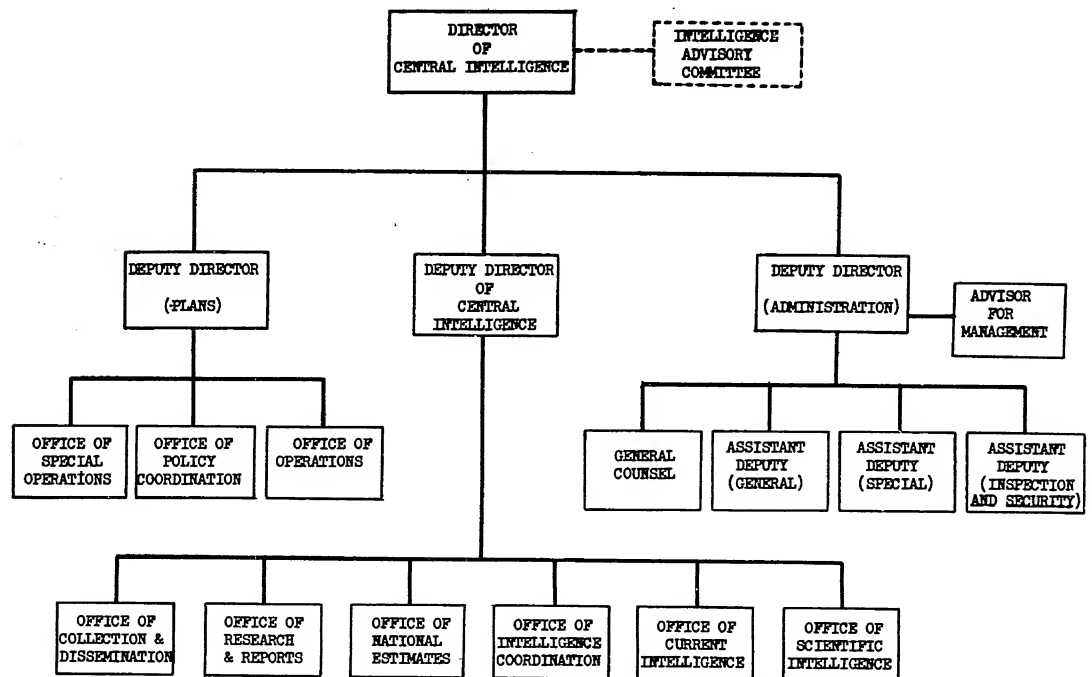 DIRECTOR
OF
CENTRAL INTELLIGENCE
INTELLIGENCE
ADVISORY
COMMITTEE
DEPUTY DIRECTOR
(PLANS)
DEPUTY DIRECTOR
OF
CENTRAL
INTELLIGENCE
DEPUTY DIRECTOR
(ADMINISTRATION)
ADVISOR
FOR
MANAGEMENT
OFFICE OF
SPECIAL
OPERATIONS
OFFICE OF
POLICY
COORDINATION
OFFICE OF
OPERATIONS
GENERAL
COUNSEL
ASSISTANT
DEPUTY
(GENERAL)
ASSISTANT
DEPUTY
(SPECIAL)
ASSISTANT
DEPUTY
(INSPECTION
AND SECURITY)
OFFICE OF
COLLECTION &
DISSEMINATION
OFFICE OF
RESEARCH
& REPORTS
OFFICE OF
NATIONAL
ESTIMATES
OFFICE OF
INTELLIGENCE
COORDINATION
OFFICE OF
CURRENT
INTELLIGENCE
OFFICE OF
SCIENTIFIC
INTELLIGENCE